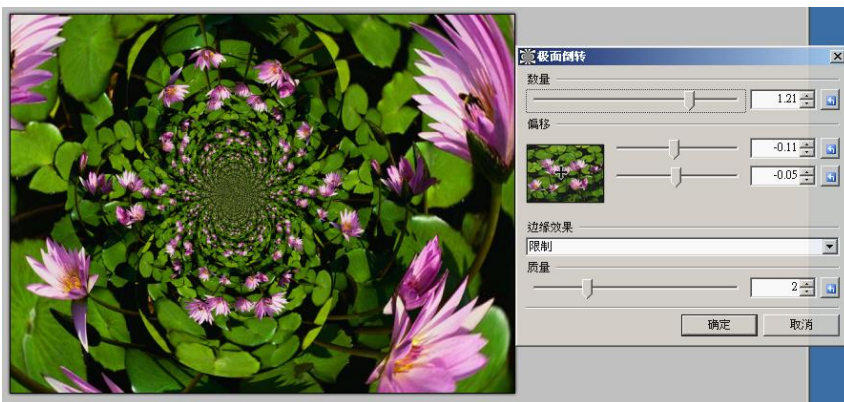 极面倒转
数量
1.21
偏移
-0.11
-0.05
边缘效果
限制
质量
2
确定
取消